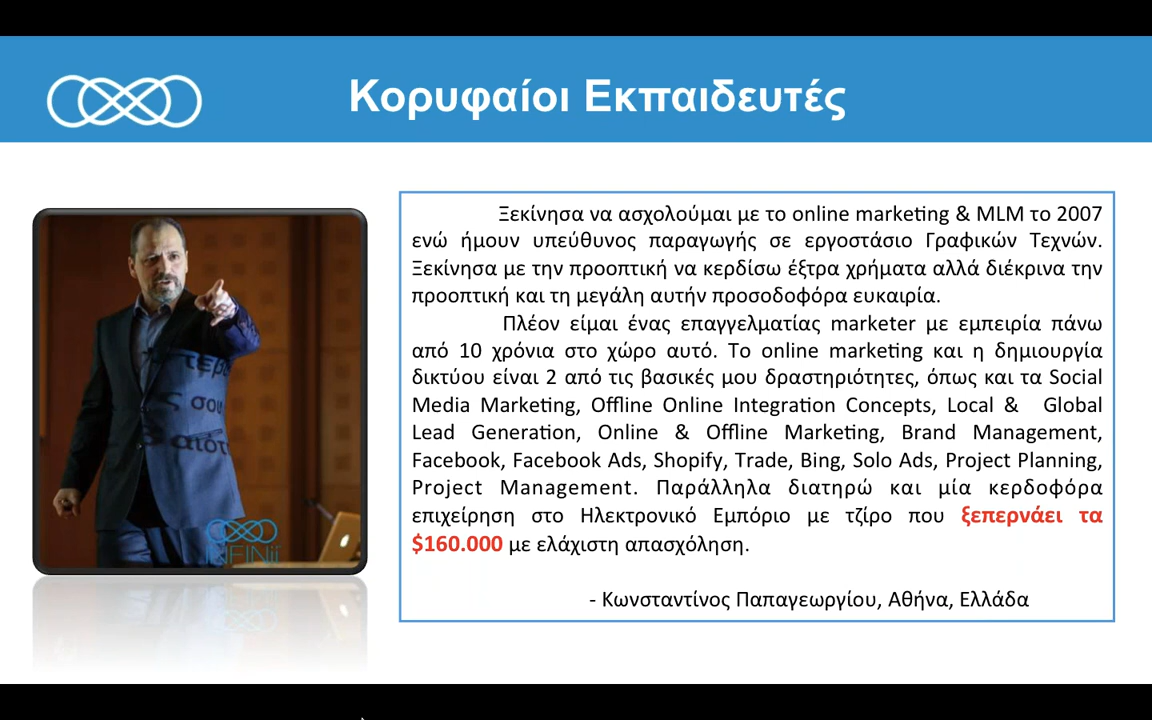 Κορυφαίοι Εκπαιδευτές
Ξεκίνησα να ασχολούμαι με το online marketing & MLM το 2007
ενώ ήμουν υπεύθυνος παραγωγής σε εργοστάσιο Γραφικών Τεχνών.
Ξεκίνησα με την προοπτική να κερδίσω έξτρα χρήματα αλλά διέκρινα την
προοπτική και τη μεγάλη αυτήν προσοδοφόρα ευκαιρία.
Πλέον είμαι ένας επαγγελματίας marketer με εμπειρία πάνω
από 10 χρόνια στο χώρο αυτό. Το online marketing και η δημιουργία
δικτύου είναι 2 από τις βασικές μου δραστηριότητες, όπως και τα Social
Media Marketing, Offline Online Integration Concepts, Local & Global
Lead Generation, Online & Offline Marketing, Brand Management,
Facebook, Facebook Ads, Shopify, Trade, Bing, Solo Ads, Project Planning,
Project Management. Παράλληλα διατηρώ και μία κερδοφόρα
επιχείρηση στο Ηλεκτρονικό Εμπόριο με τζίρο που ξεπερνάει τα
$160.000 με ελάχιστη απασχόληση.
- Κωνσταντίνος Παπαγεωργίου, Αθήνα, Ελλάδα
INFINii